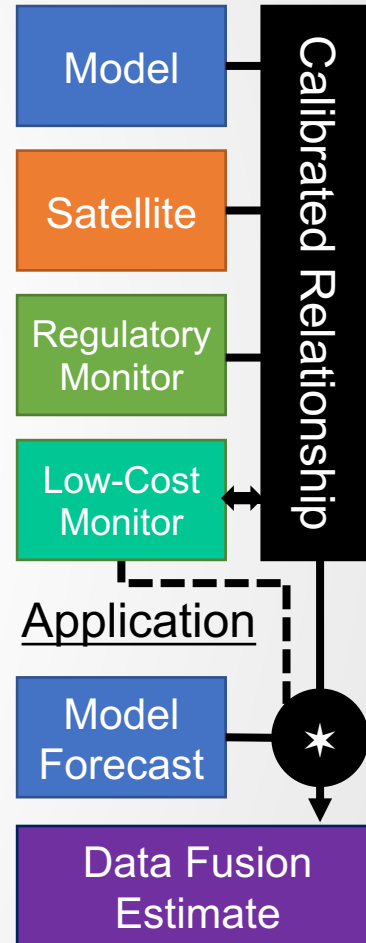 Model
Calibrated Relationship
Satellite
Regulatory
Monitor
Low-Cost
Monitor
Application
Model
Forecast
Data Fusion
Estimate